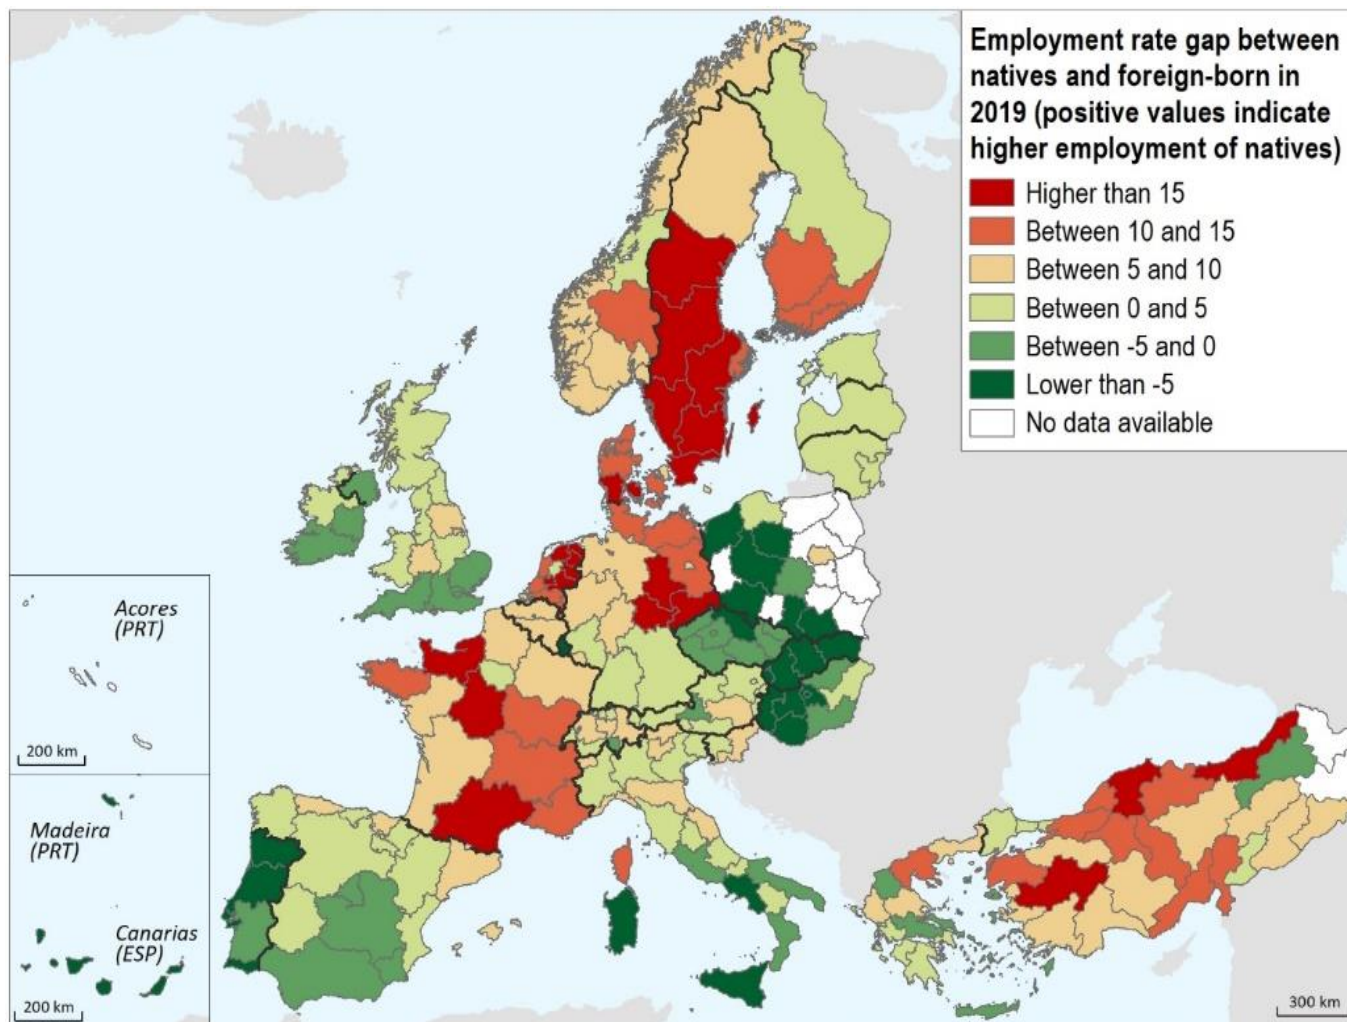 Employment rate gap between
natives and foreign-born in
2019 (positive values indicate
higher employment of natives)
Higher than 15
Between 10 and 15
Between 5 and 10
Between 0 and 5
Between -5 and 0
Lower than -5
No data available
Acores
(PRT)
200 km
Madeira
(PRT)
Canarias
(ESP)
200 km
300 km